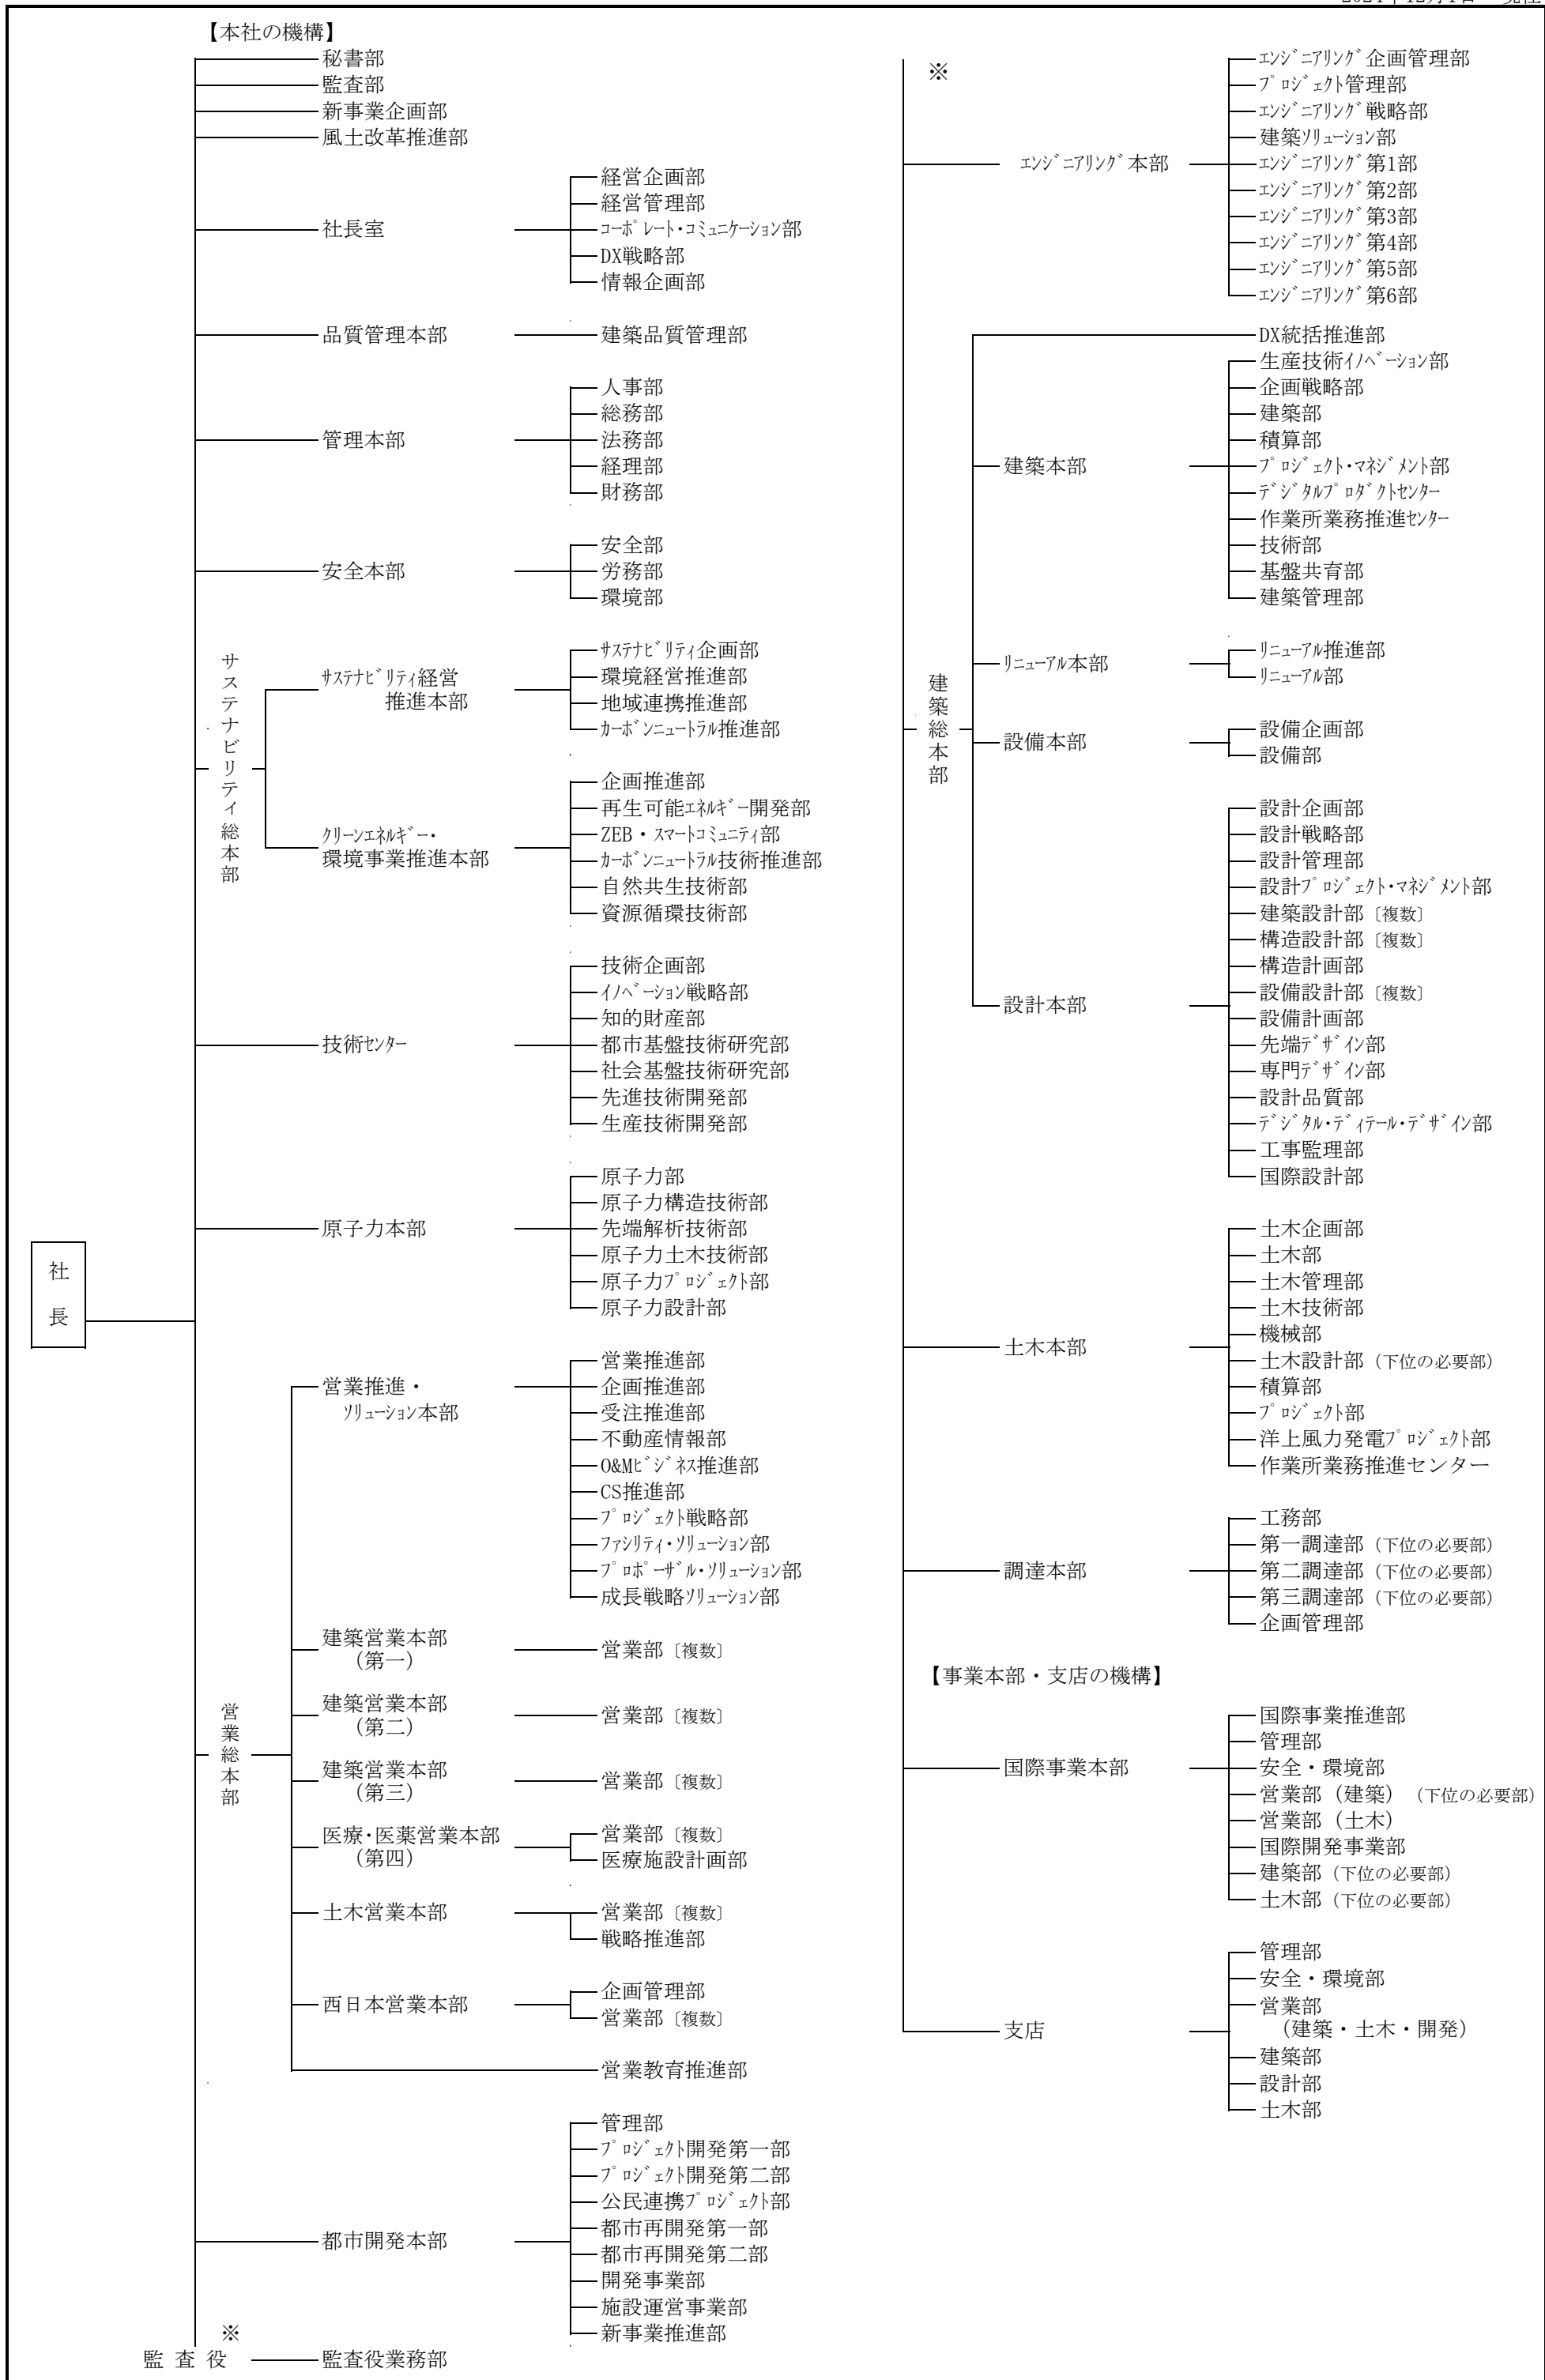 【本社の機構】
秘書部
監査部
新事業企画部
風土改革推進部
社長室
経営企画部
経営管理部
ｺｰﾎﾟﾚｰﾄ・ｺﾐｭﾆｹｰｼｮﾝ部
DX戦略部
情報企画部
品質管理本部
建築品質管理部
管理本部
人事部
総務部
法務部
経理部
財務部
安全本部
安全部
労務部
環境部
サステナビリティ総本部
ｻｽﾃﾅﾋﾞﾘﾃｨ経営
推進本部
ｻｽﾃﾅﾋﾞﾘﾃｨ企画部
環境経営推進部
地域連携推進部
ｶｰﾎﾞﾝﾆｭｰﾄﾗﾙ推進部
ｸﾘｰﾝｴﾈﾙｷﾞｰ・
環境事業推進本部
企画推進部
再生可能ｴﾈﾙｷﾞｰ開発部
ZEB・ｽﾏｰﾄｺﾐｭﾆﾃｨ部
ｶｰﾎﾞﾝﾆｭｰﾄﾗﾙ技術推進部
自然共生技術部
資源循環技術部
技術ｾﾝﾀｰ
技術企画部
ｲﾉﾍﾞｰｼｮﾝ戦略部
知的財産部
都市基盤技術研究部
社会基盤技術研究部
先進技術開発部
生産技術開発部
原子力本部
原子力部
原子力構造技術部
先端解析技術部
原子力土木技術部
原子力ﾌﾟﾛｼﾞｪｸﾄ部
原子力設計部
社長
営業総本部
営業推進・
ｿﾘｭｰｼｮﾝ本部
営業推進部
企画推進部
受注推進部
不動産情報部
O&Mﾋﾞｼﾞﾈｽ推進部
CS推進部
ﾌﾟﾛｼﾞｪｸﾄ戦略部
ﾌｧｼﾘﾃｨ・ｿﾘｭｰｼｮﾝ部
ﾌﾟﾛﾎﾟｰｻﾞﾙ・ｿﾘｭｰｼｮﾝ部
成長戦略ｿﾘｭｰｼｮﾝ部
建築営業本部
（第一）
営業部〔複数〕
建築営業本部
（第二）
営業部〔複数〕
建築営業本部
（第三）
営業部〔複数〕
医療・医薬営業本部
（第四）
営業部〔複数〕
医療施設計画部
土木営業本部
営業部〔複数〕
戦略推進部
西日本営業本部
企画管理部
営業部〔複数〕
営業教育推進部
都市開発本部
管理部
ﾌﾟﾛｼﾞｪｸﾄ開発第一部
ﾌﾟﾛｼﾞｪｸﾄ開発第二部
公民連携ﾌﾟﾛｼﾞｪｸﾄ部
都市再開発第一部
都市再開発第二部
開発事業部
施設運営事業部
新事業推進部
※
監査役
監査役業務部
※
ｴﾝｼﾞﾆｱﾘﾝｸﾞ本部
ｴﾝｼﾞﾆｱﾘﾝｸﾞ企画管理部
ﾌﾟﾛｼﾞｪｸﾄ管理部
ｴﾝｼﾞﾆｱﾘﾝｸﾞ戦略部
建築ｿﾘｭｰｼｮﾝ部
ｴﾝｼﾞﾆｱﾘﾝｸﾞ第1部
ｴﾝｼﾞﾆｱﾘﾝｸﾞ第2部
ｴﾝｼﾞﾆｱﾘﾝｸﾞ第3部
ｴﾝｼﾞﾆｱﾘﾝｸﾞ第4部
ｴﾝｼﾞﾆｱﾘﾝｸﾞ第5部
ｴﾝｼﾞﾆｱﾘﾝｸﾞ第6部
建築総本部
DX統括推進部
建築本部
生産技術ｲﾉﾍﾞｰｼｮﾝ部
企画戦略部
建築部
積算部
ﾌﾟﾛｼﾞｪｸﾄ・ﾏﾈｼﾞﾒﾝﾄ部
ﾃﾞｼﾞﾀﾙﾌﾟﾛﾀﾞｸﾄｾﾝﾀｰ
作業所業務推進ｾﾝﾀｰ
技術部
基盤共育部
建築管理部
ﾘﾆｭｰｱﾙ本部
ﾘﾆｭｰｱﾙ推進部
ﾘﾆｭｰｱﾙ部
設備本部
設備企画部
設備部
設計本部
設計企画部
設計戦略部
設計管理部
設計ﾌﾟﾛｼﾞｪｸﾄ・ﾏﾈｼﾞﾒﾝﾄ部
建築設計部〔複数〕
構造設計部〔複数〕
構造計画部
設備設計部〔複数〕
設備計画部
先端ﾃﾞｻﾞｲﾝ部
専門ﾃﾞｻﾞｲﾝ部
設計品質部
ﾃﾞｼﾞﾀﾙ・ﾃﾞｨﾃｰﾙ・ﾃﾞｻﾞｲﾝ部
工事監理部
国際設計部
土木本部
土木企画部
土木部
土木管理部
土木技術部
機械部
土木設計部（下位の必要部）
積算部
ﾌﾟﾛｼﾞｪｸﾄ部
洋上風力発電ﾌﾟﾛｼﾞｪｸﾄ部
作業所業務推進センター
調達本部
工務部
第一調達部（下位の必要部）
第二調達部（下位の必要部）
第三調達部（下位の必要部）
企画管理部
【事業本部・支店の機構】
国際事業本部
国際事業推進部
管理部
安全・環境部
営業部（建築）（下位の必要部）
営業部（土木）
国際開発事業部
建築部（下位の必要部）
土木部（下位の必要部）
支店
管理部
安全・環境部
営業部
（建築・土木・開発）
建築部
設計部
土木部